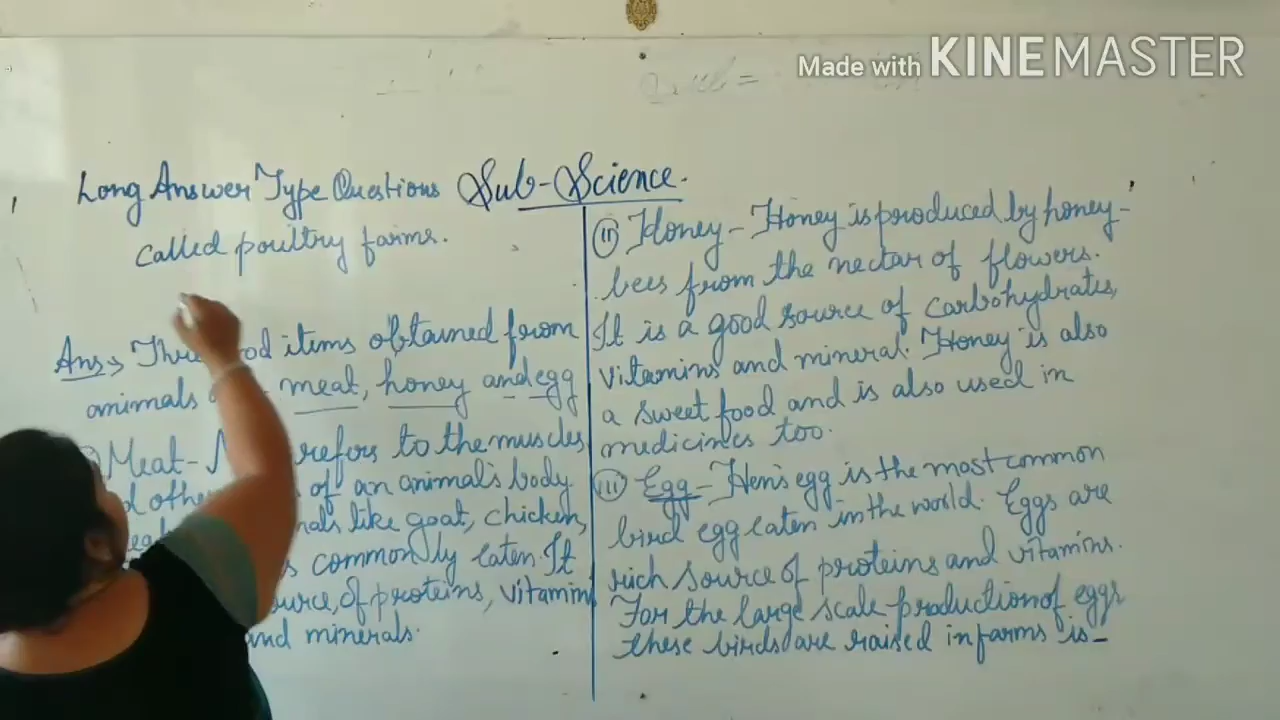 Made with KINEMASTER
Long Answer Type Questions Sub-Science.
called poultry farms.
Ans> Three food items obtained from
animals meat, honey and egg
Meat- refers to the muscles
of an animal's body
like goat, chicken,
commonly eaten. It
of proteins, vitamin
and minerals.
(ii) Honey - Honey is produced by honey-
bees from the nectar of flowers.
It is a good source of carbohydrates,
vitamins and mineral. Honey is also
a sweet food and is also used in
medicines too.
(iii) Egg - Hen's egg is the most common
bird egg eaten in the world. Eggs are
rich source of proteins and vitamins.
For the large scale production of eggs
these birds are raised in farms is-